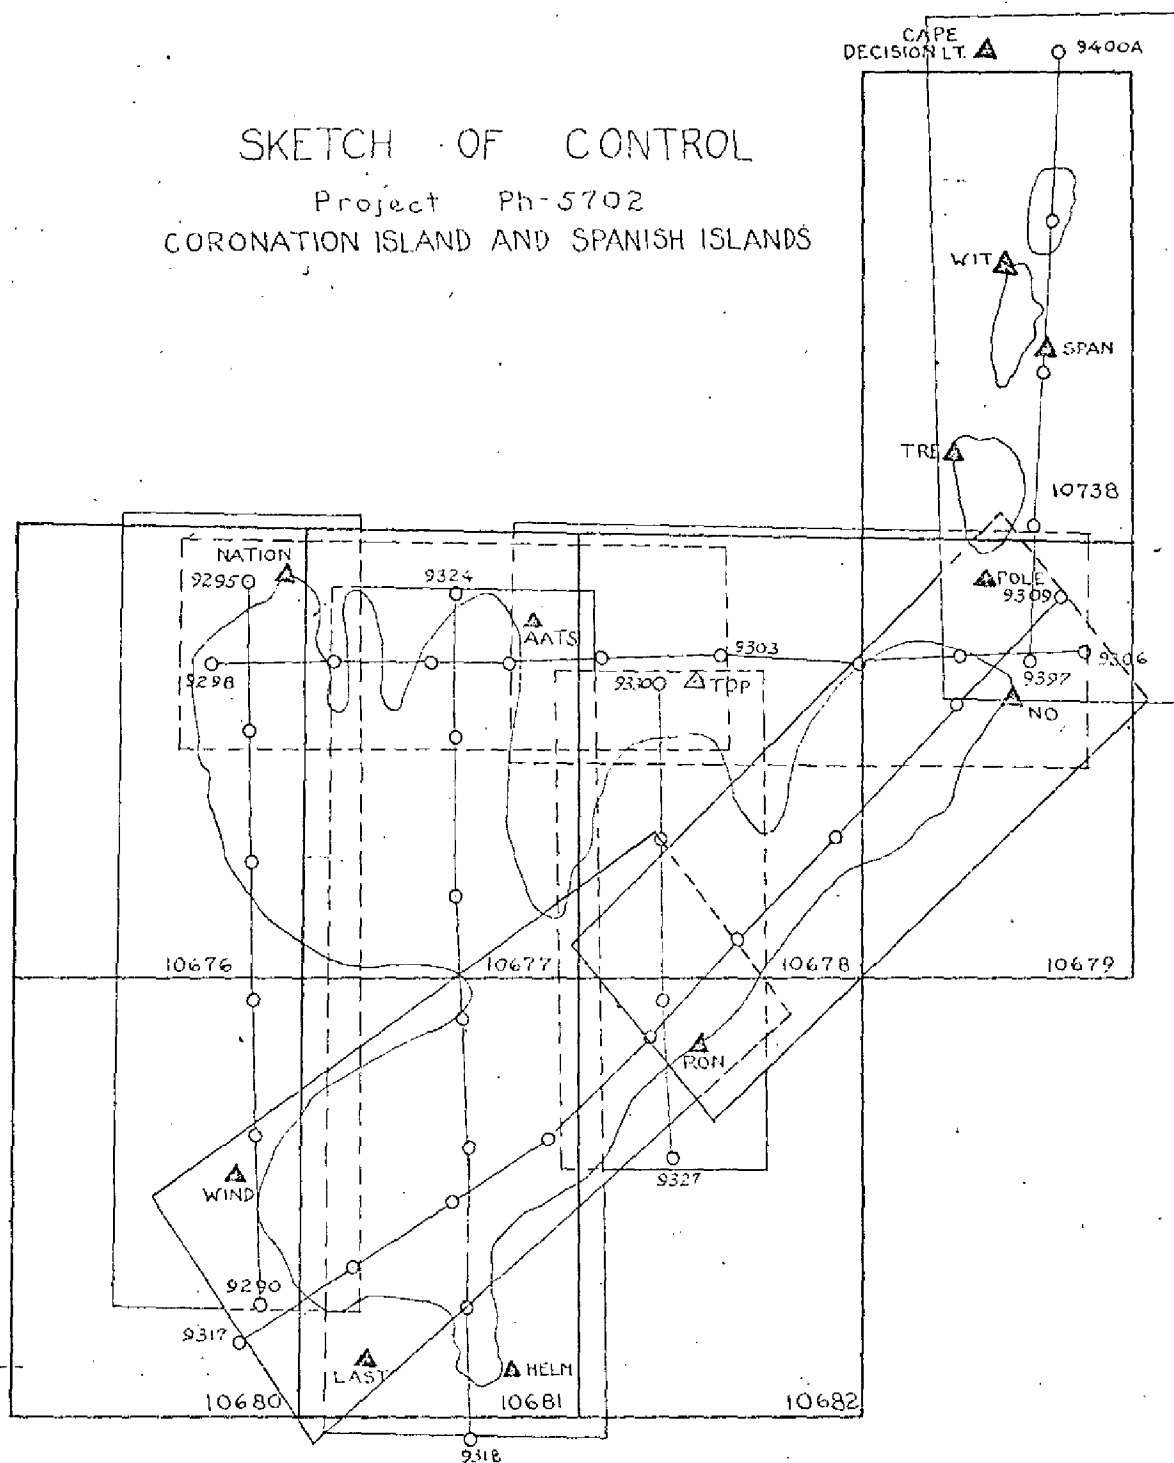 CAPE
DECISION LT.
9400A
SKETCH OF CONTROL
Project Ph-5702
CORONATION ISLAND AND SPANISH ISLANDS
WIT
SPAN
TRE
10738
NATION
9295
9324
POLE
9309
AATS
9303
9306
9298
9330
TOP
9397
NO
10676
10677
10678
10679
RON
WIND
9327
9290
9317
LAST
HELM
10680
10681
10682
9318